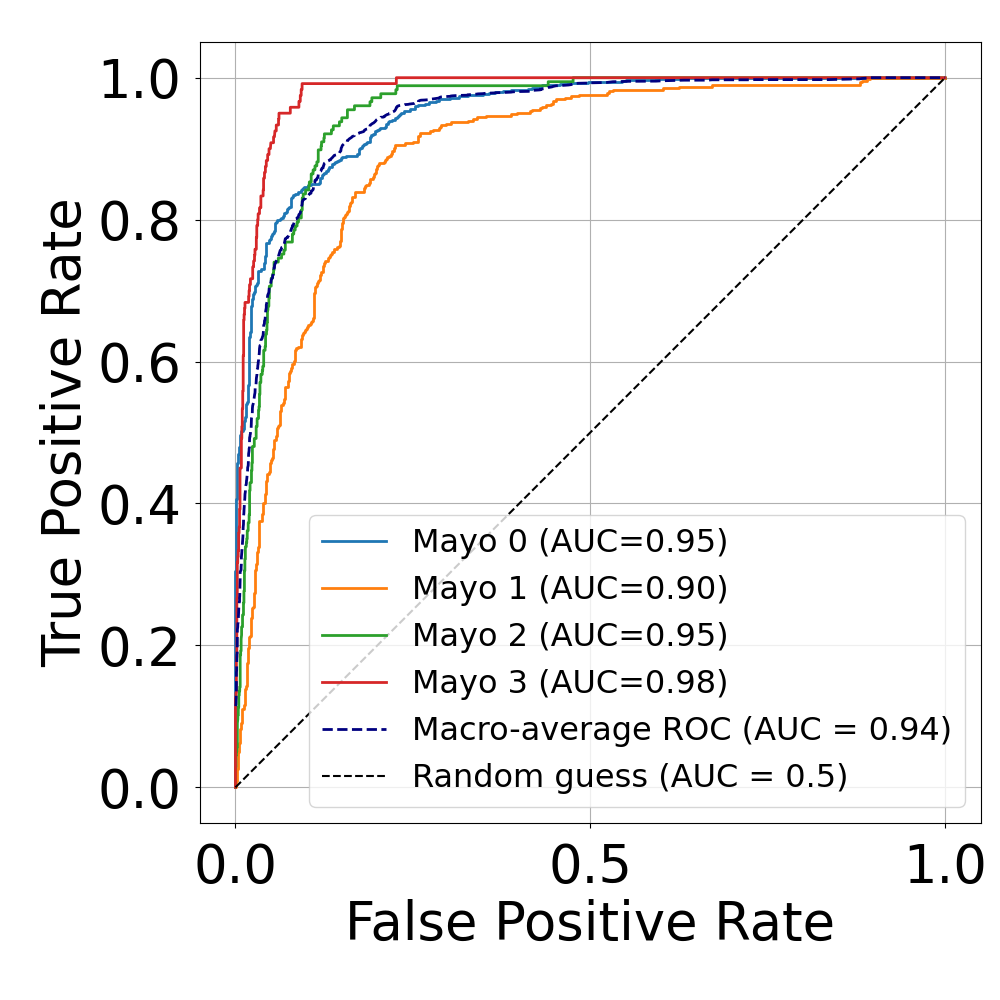 1.0
0.8
0.6
0.4
0.2
0.0
True Positive Rate
Mayo 0 (AUC=0.95)
Mayo 1 (AUC=0.90)
Mayo 2 (AUC=0.95)
Mayo 3 (AUC=0.98)
Macro-average ROC (AUC = 0.94)
Random guess (AUC = 0.5)
0.0 0.5 1.0
False Positive Rate